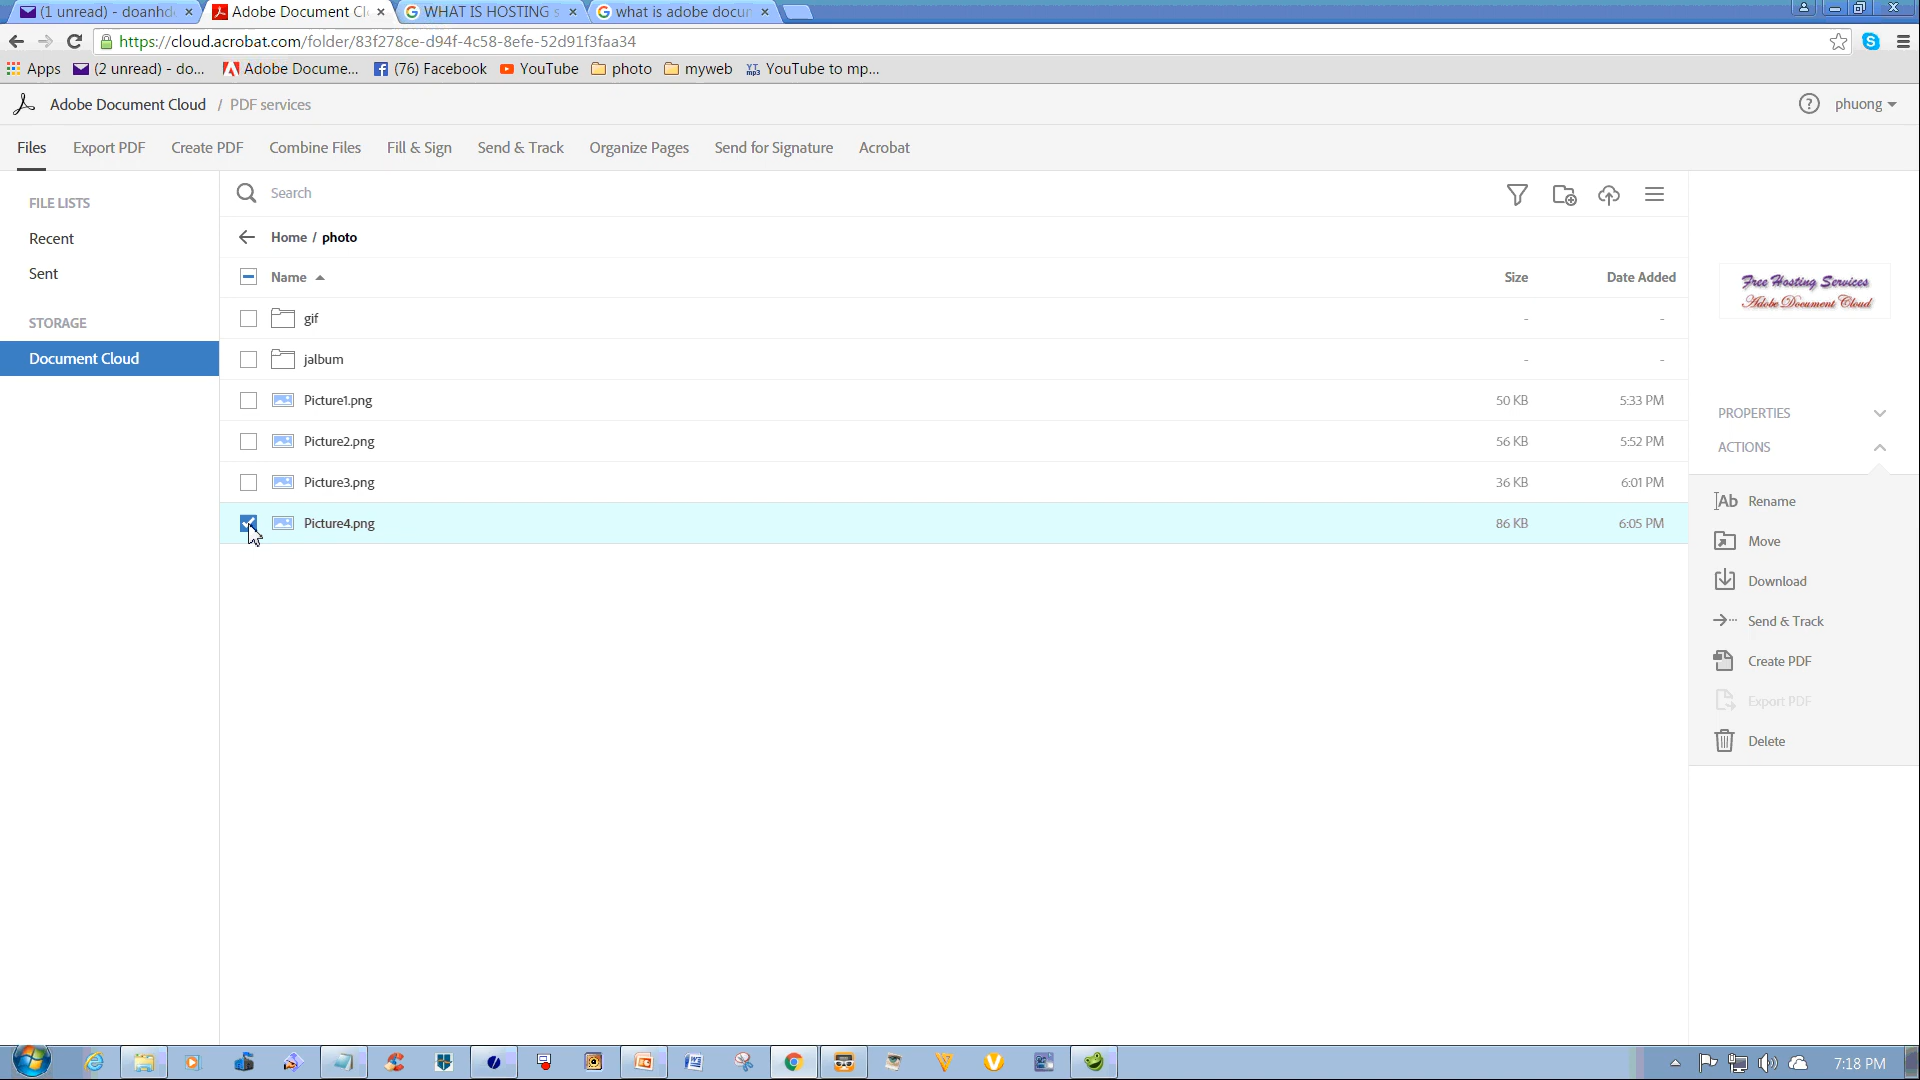 (1 unread) - doanhd
Adobe Document Cl
WHAT IS HOSTING s
what is adobe docun
https://cloud.acrobat.com/folder/83f278ce-d94f-4c58-8efe-52d91f3faa34
Apps
(2 unread) - do...
Adobe Docume...
(76) Facebook
YouTube
photo
myweb
YouTube to mp...
Adobe Document Cloud / PDF services
phuong
Files
Export PDF
Create PDF
Combine Files
Fill & Sign
Send & Track
Organize Pages
Send for Signature
Acrobat
FILE LISTS
Recent
Sent
STORAGE
Document Cloud
Search
Home / photo
Name
Size
Date Added
gif - -
jalbum - -
Picture1.png 50 KB 5:33 PM
Picture2.png 56 KB 5:52 PM
Picture3.png 36 KB 6:01 PM
Picture4.png 86 KB 6:05 PM
Free Hosting Services
Adobe Document Cloud
PROPERTIES
ACTIONS
Rename
Move
Download
Send & Track
Create PDF
Export PDF
Delete
7:18 PM